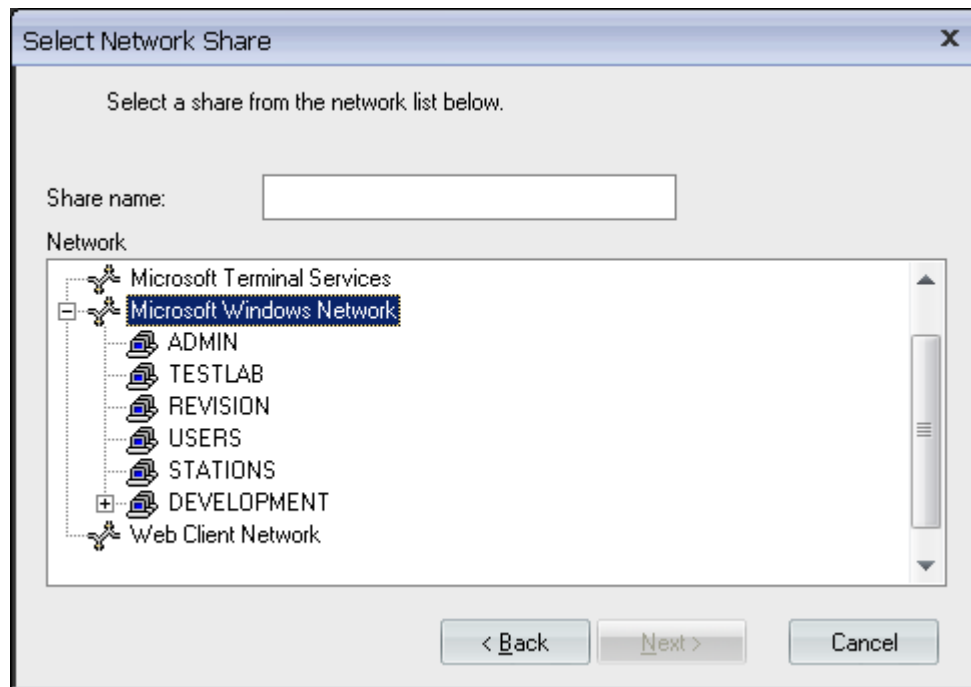 Select Network Share
Select a share from the network list below.
Share name:
Network
Microsoft Terminal Services
Microsoft Windows Network
ADMIN
TESTLAB
REVISION
USERS
STATIONS
DEVELOPMENT
Web Client Network
< Back Next > Cancel